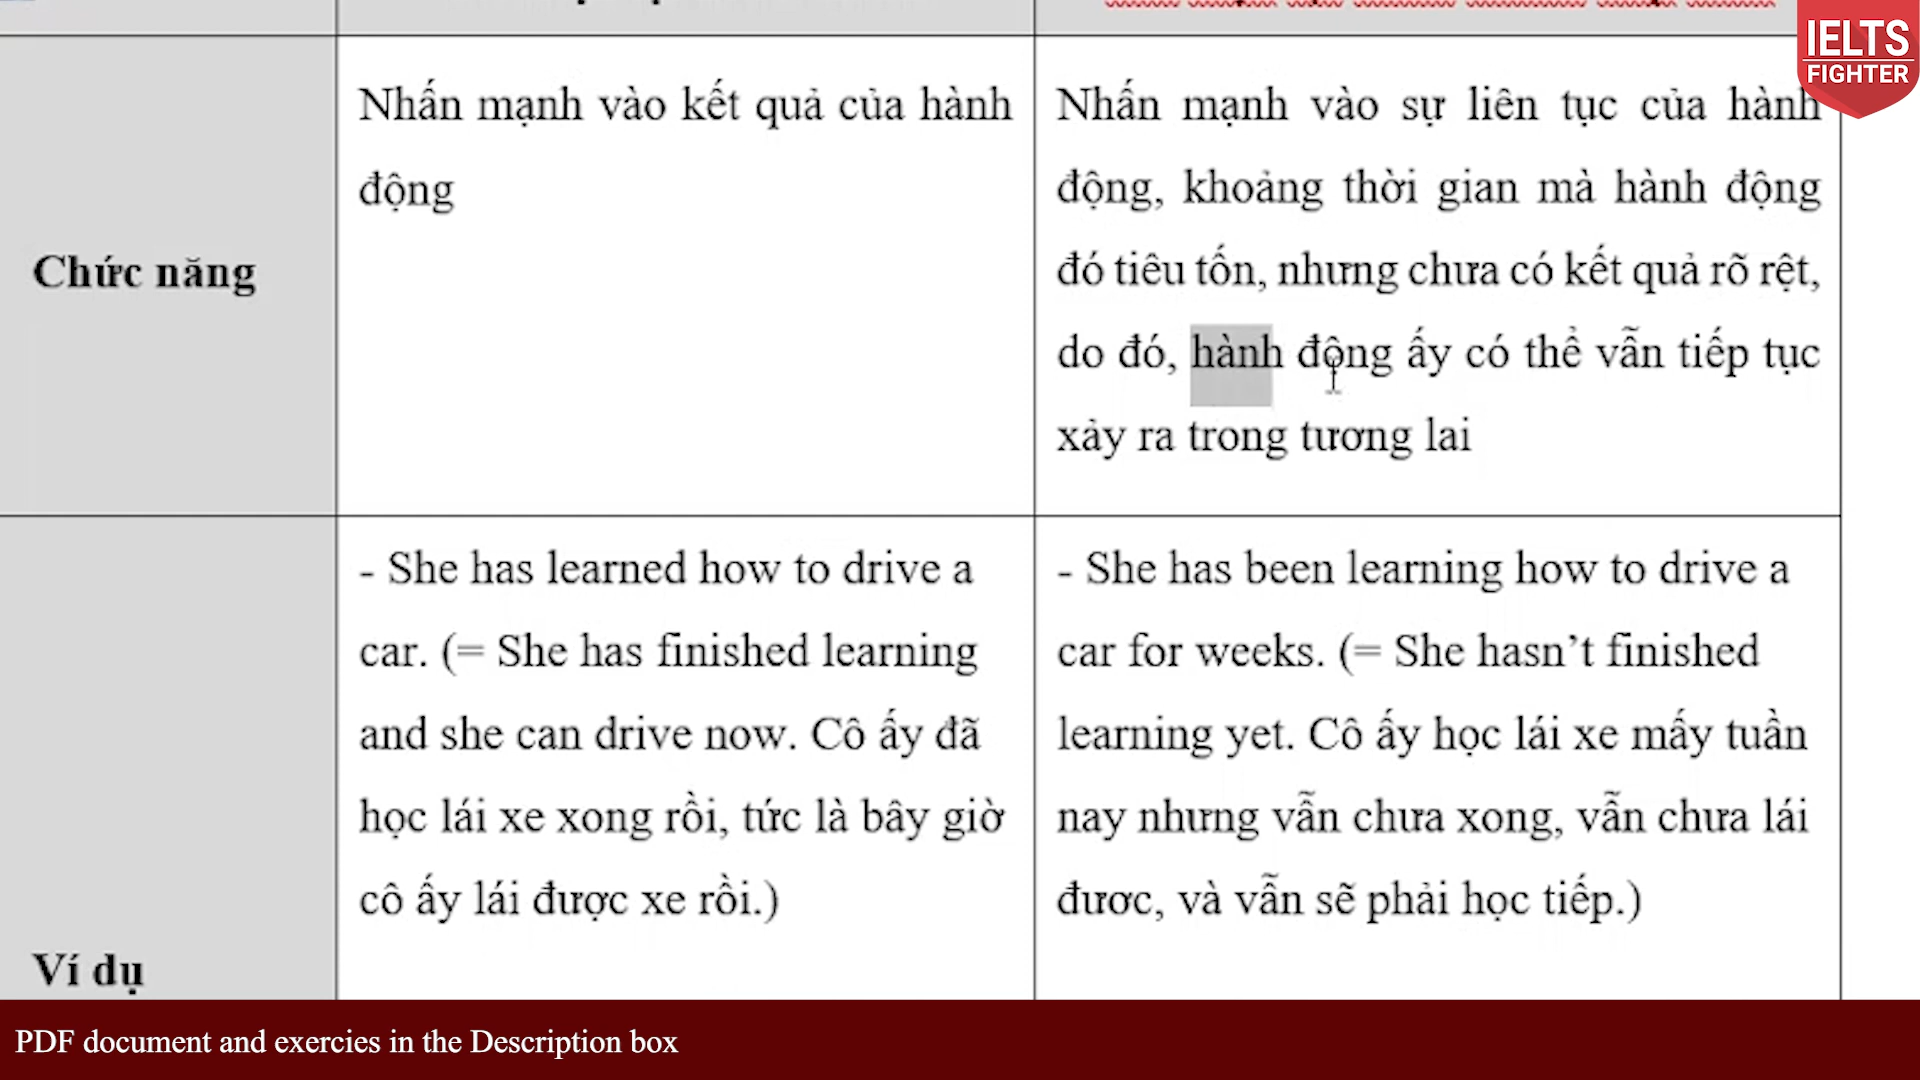 IELTS
FIGHTER
Chức năng
Nhấn mạnh vào kết quả của hành
động
Nhấn mạnh vào sự liên tục của hành
động, khoảng thời gian mà hành động
đó tiêu tốn, nhưng chưa có kết quả rõ rệt,
do đó, hành động ấy có thể vẫn tiếp tục
xảy ra trong tương lai
Ví dụ
- She has learned how to drive a
car. (= She has finished learning
and she can drive now. Cô ấy đã
học lái xe xong rồi, tức là bây giờ
cô ấy lái được xe rồi.)
- She has been learning how to drive a
car for weeks. (= She hasn’t finished
learning yet. Cô ấy học lái xe mấy tuần
nay nhưng vẫn chưa xong, vẫn chưa lái
đươc, và vẫn sẽ phải học tiếp.)
PDF document and exercies in the Description box